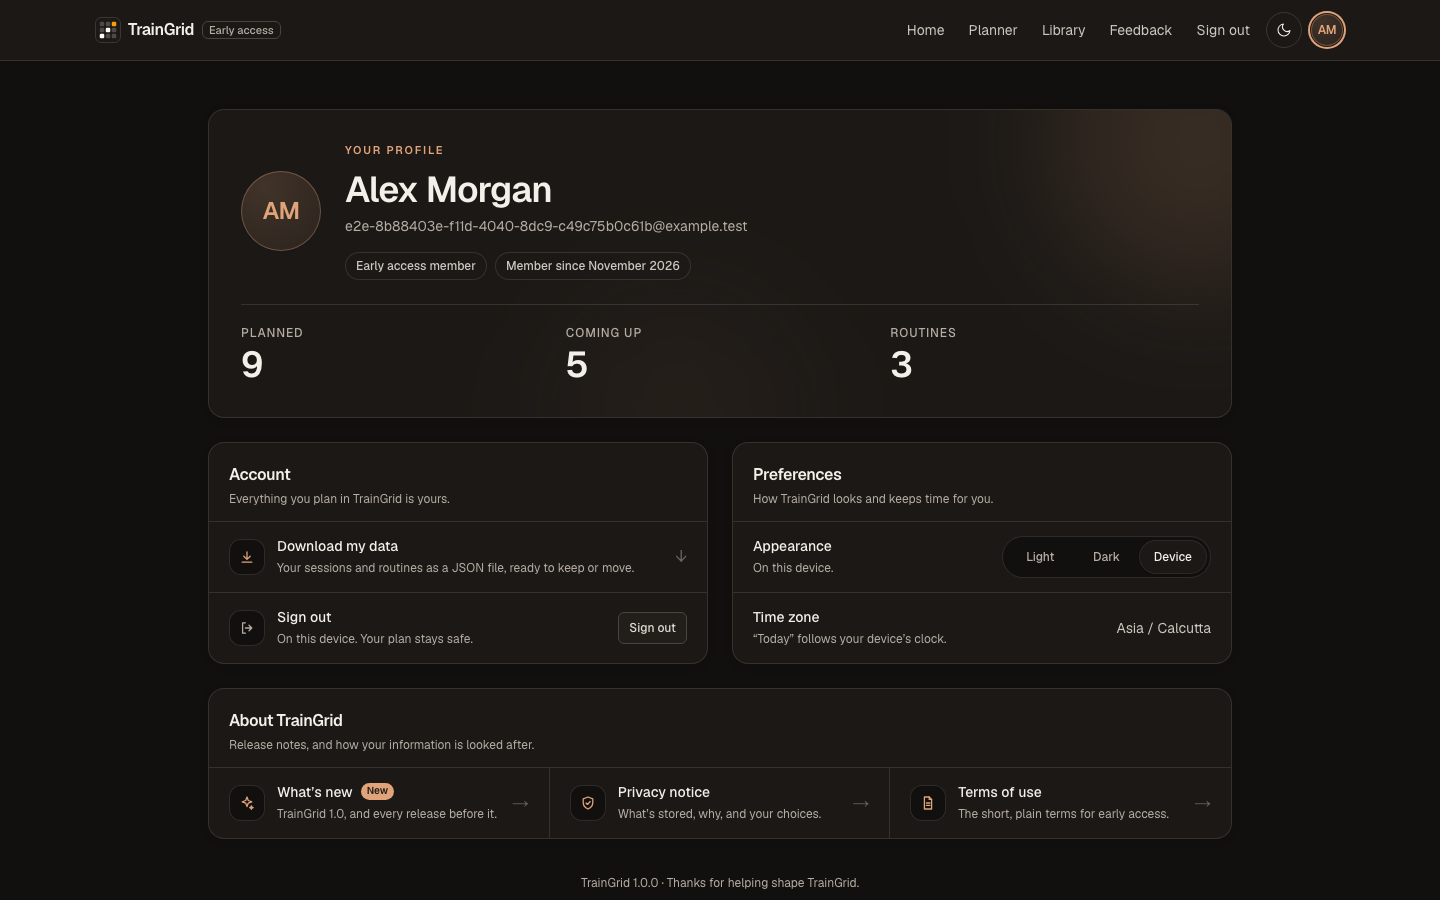 TrainGrid Early access Home Planner Library Feedback Sign out AM
YOUR PROFILE
AM
Alex Morgan
e2e-8b88403e-f11d-4040-8dc9-c49c75b0c61b@example.test
Early access member Member since November 2026
PLANNED COMING UP ROUTINES
9 5 3
Account
Everything you plan in TrainGrid is yours.
Download my data
Your sessions and routines as a JSON file, ready to keep or move.
Sign out
On this device. Your plan stays safe.
Sign out
Preferences
How TrainGrid looks and keeps time for you.
Appearance
On this device.
Light Dark Device
Time zone
“Today” follows your device’s clock.
Asia / Calcutta
About TrainGrid
Release notes, and how your information is looked after.
What’s new New
TrainGrid 1.0, and every release before it.
Privacy notice
What’s stored, why, and your choices.
Terms of use
The short, plain terms for early access.
TrainGrid 1.0.0 · Thanks for helping shape TrainGrid.